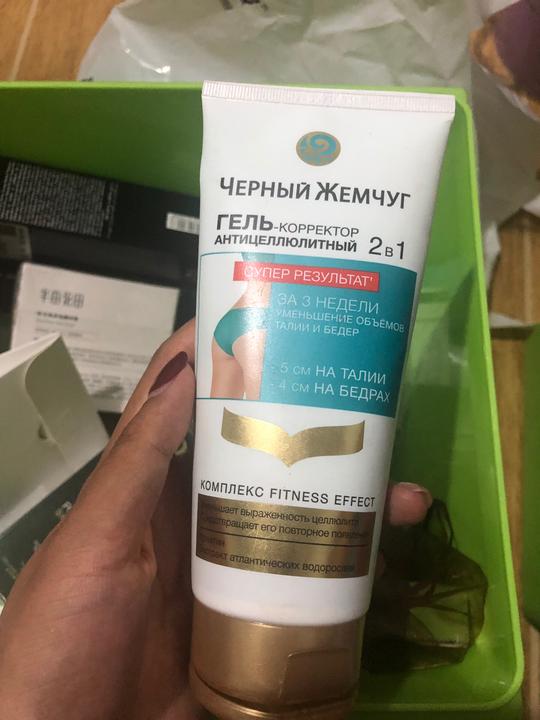 ЧЕРНЫЙ ЖЕМЧУГ
ГЕЛЬ-КОРРЕКТОР
АНТИЦЕЛЛЮЛИТНЫЙ 2 В 1
СУПЕР РЕЗУЛЬТАТ*
ЗА 3 НЕДЕЛИ
УМЕНЬШЕНИЕ ОБЪЁМОВ
ТАЛИИ И БЕДЕР
- 5 см НА ТАЛИИ
- 4 см НА БЕДРАХ
КОМПЛЕКС FITNESS EFFECT
выраженность целлюлита
его повторное
атлантических водорослей